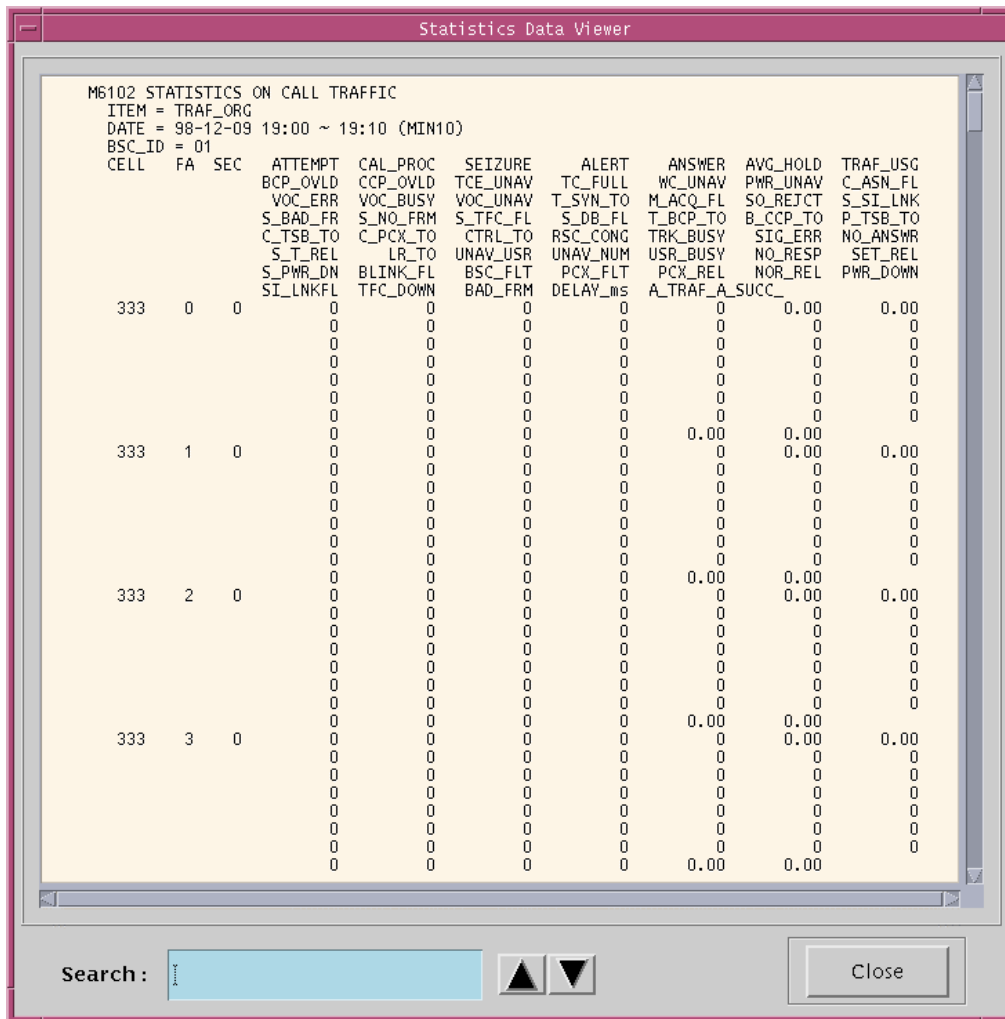 Statistics Data Viewer
M6102 STATISTICS ON CALL TRAFFIC
ITEM = TRAF_ORG
DATE = 98-12-09 19:00 ~ 19:10 (MIN10)
BSC_ID = 01
CELL FA SEC ATTEMPT CAL_PROC SEIZURE ALERT ANSWER AVG_HOLD TRAF_USG
BCP_OVLD CCP_OVLD TCE_UNAV TC_FULL WC_UNAV PWR_UNAV C_ASN_FL
VOC_ERR VOC_BUSY VOC_UNAV T_SYN_TO M_ACQ_FL SO_REJCT S_SI_LNK
S_BAD_FR S_NO_FRM S_TFC_FL S_DB_FL T_BCP_TO B_CCP_TO P_TSB_TO
C_TSB_TO C_PCX_TO CTRL_TO RSC_CONG TRK_BUSY SIG_ERR NO_ANSWR
S_T_REL LR_TO UNAV_USR UNAV_NUM USR_BUSY NO_RESP SET_REL
S_PWR_DN BLINK_FL BSC_FLT PCX_FLT PCX_REL NOR_REL PWR_DOWN
SI_LNKFL TFC_DOWN BAD_FRM DELAY_ms A_TRAF_A_SUCC_
333 0 0 0 0 0 0 0 0.00 0.00
0 0 0 0 0 0 0
0 0 0 0 0 0 0
0 0 0 0 0 0 0
0 0 0 0 0 0 0
0 0 0 0 0 0 0
0 0 0 0 0 0 0
0 0 0 0 0.00 0.00
333 1 0 0 0 0 0 0 0.00 0.00
0 0 0 0 0 0 0
0 0 0 0 0 0 0
0 0 0 0 0 0 0
0 0 0 0 0 0 0
0 0 0 0 0 0 0
0 0 0 0 0 0 0
0 0 0 0 0.00 0.00
333 2 0 0 0 0 0 0 0.00 0.00
0 0 0 0 0 0 0
0 0 0 0 0 0 0
0 0 0 0 0 0 0
0 0 0 0 0 0 0
0 0 0 0 0 0 0
0 0 0 0 0 0 0
0 0 0 0 0.00 0.00
333 3 0 0 0 0 0 0 0.00 0.00
0 0 0 0 0 0 0
0 0 0 0 0 0 0
0 0 0 0 0 0 0
0 0 0 0 0 0 0
0 0 0 0 0 0 0
0 0 0 0 0 0 0
0 0 0 0 0.00 0.00
Search :
Close